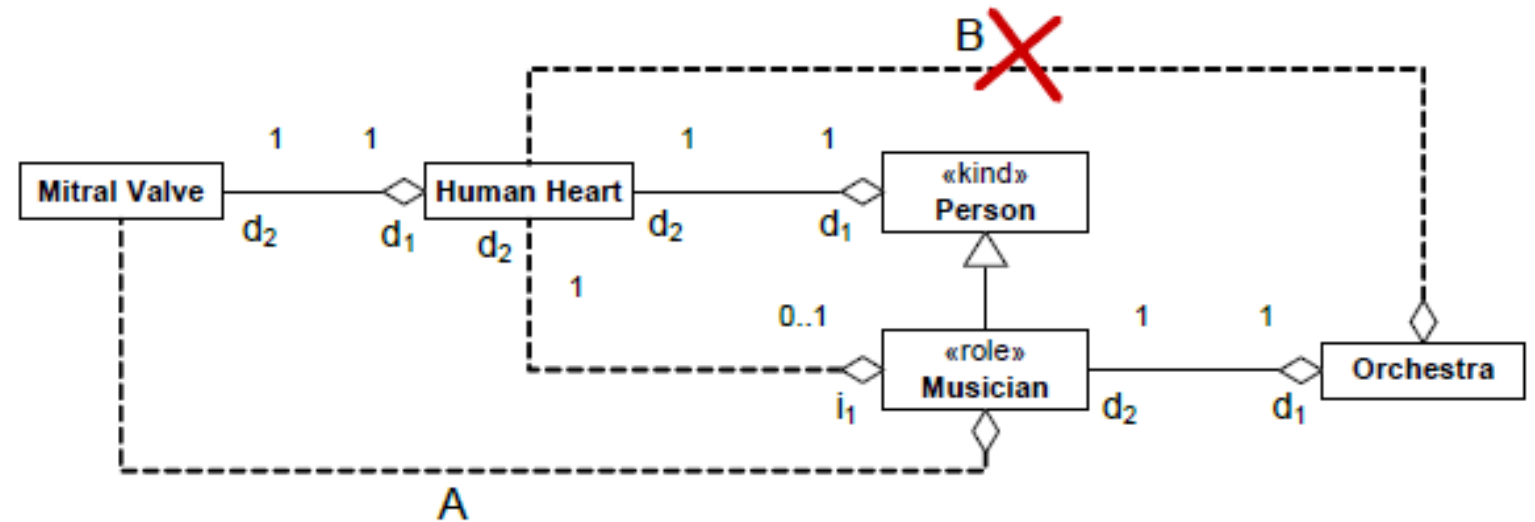 B
1 1 1 1
Mitral Valve
Human Heart
«kind»
Person
d₂ d₁ d₂ d₂ d₁
1
0..1 1 1
«role»
Musician
Orchestra
i₁ d₂ d₁
A